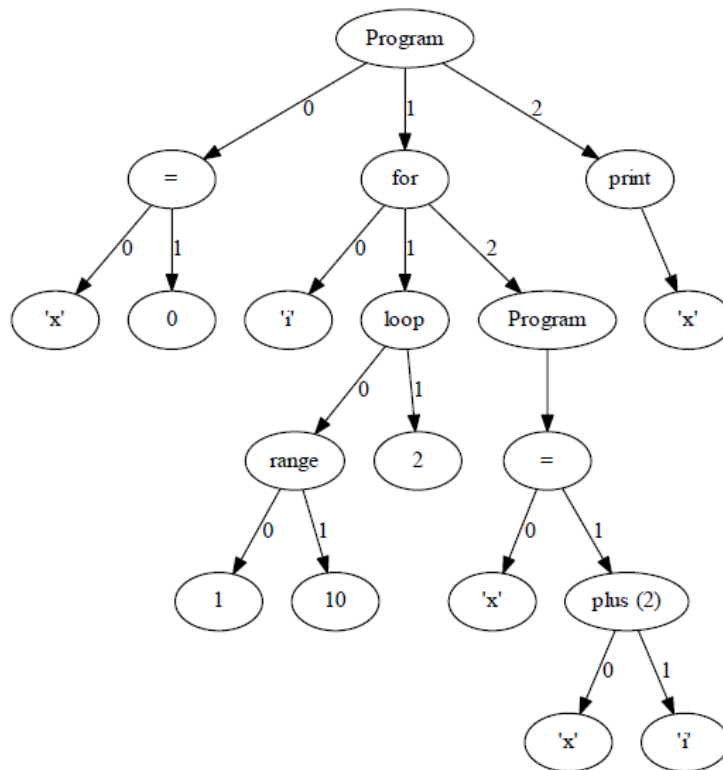 Program
0 1 2
= for print
0 1 0 1 2
'x' 0 'i' loop Program 'x'
0 1
range 2 =
0 1 0 1
1 10 'x' plus (2)
0 1
'x' 'i'